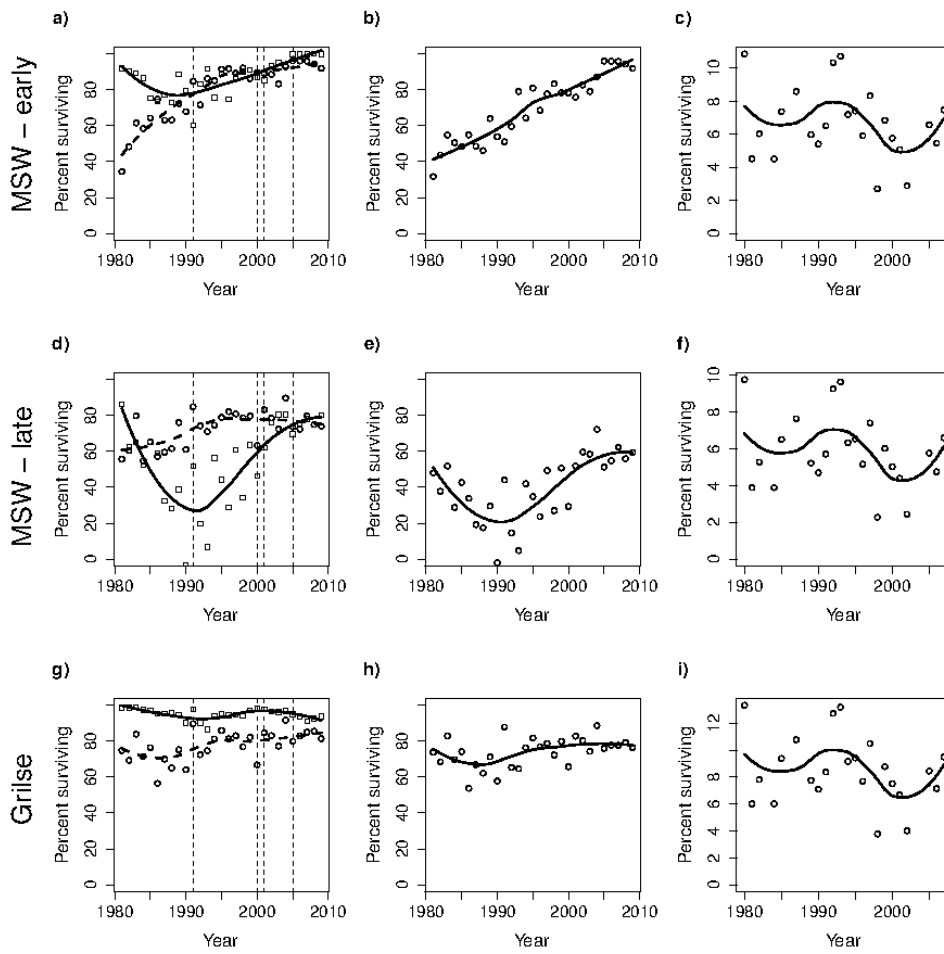 a)
b)
c)
MSW – early
Percent surviving
0 20 40 60 80
1980 1990 2000 2010
Year
Percent surviving
0 20 40 60 80
1980 1990 2000 2010
Year
Percent surviving
0 2 4 6 8 10
1980 1990 2000
Year
d)
e)
f)
MSW – late
Percent surviving
0 20 40 60 80
1980 1990 2000 2010
Year
Percent surviving
0 20 40 60 80
1980 1990 2000 2010
Year
Percent surviving
0 2 4 6 8 10
1980 1990 2000
Year
g)
h)
i)
Grilse
Percent surviving
0 20 40 60 80
1980 1990 2000 2010
Year
Percent surviving
0 20 40 60 80
1980 1990 2000 2010
Year
Percent surviving
0 2 4 6 8 12
1980 1990 2000
Year